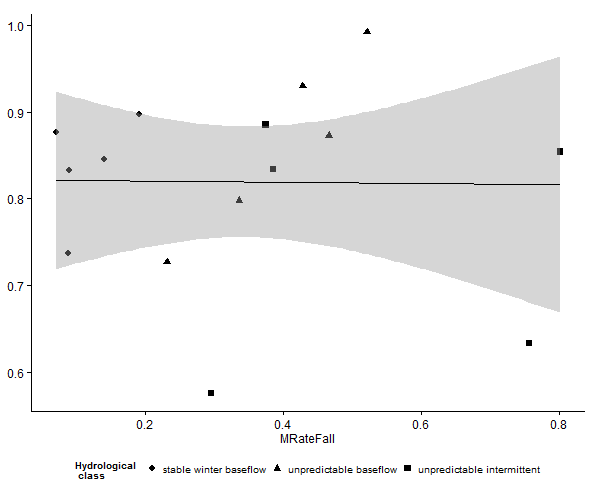 1.0
0.9
0.8
0.7
0.6
0.2 0.4 0.6 0.8
MRateFall
Hydrological
class
stable winter baseflow unpredictable baseflow unpredictable intermittent